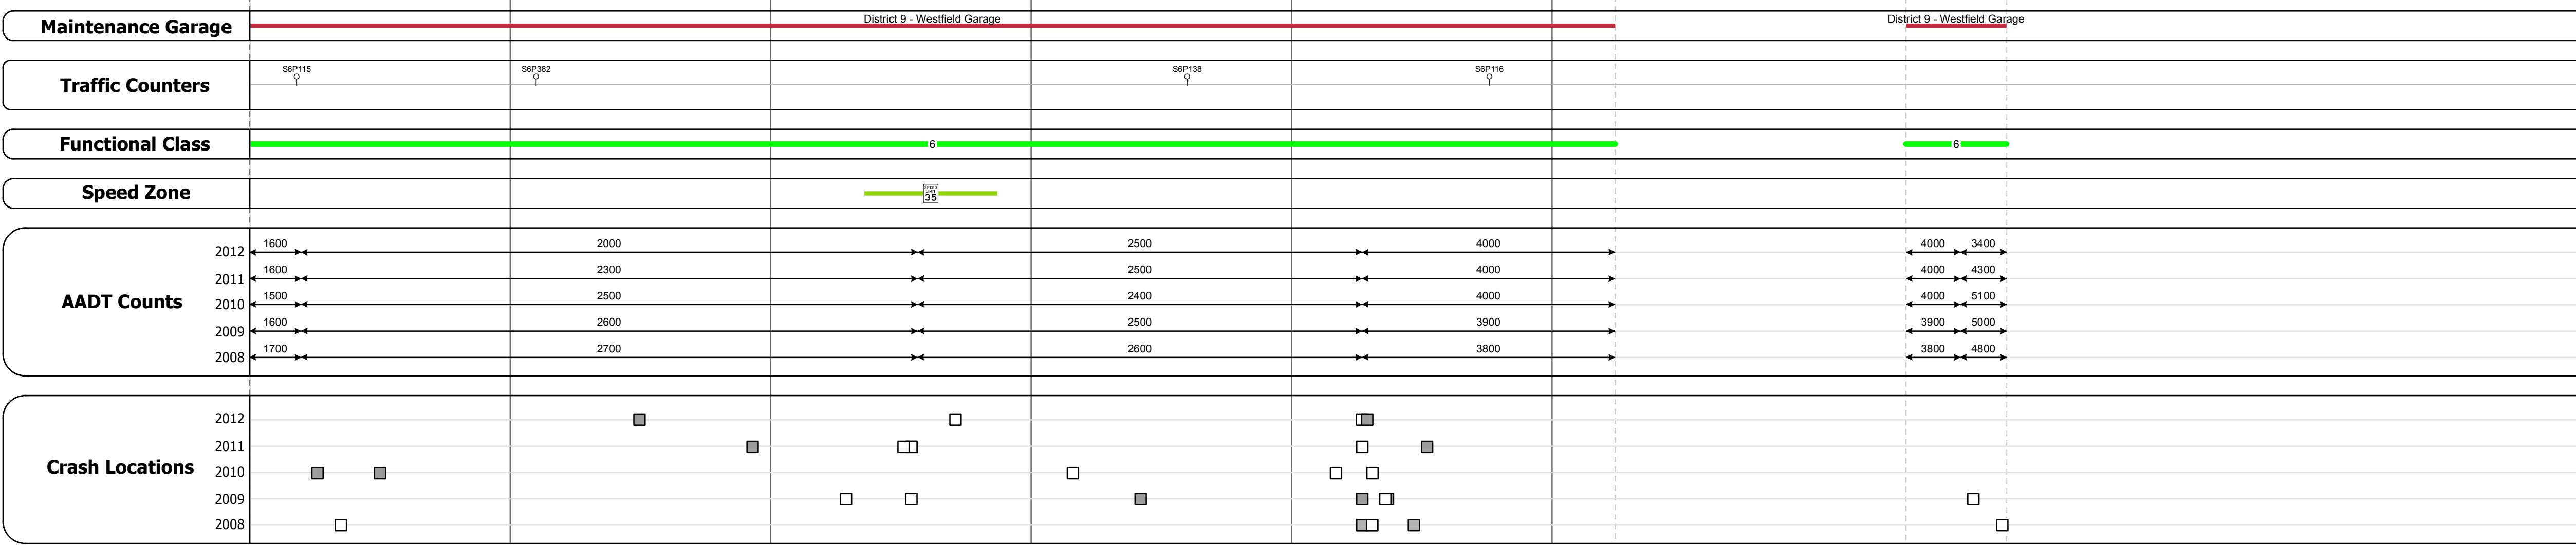 Maintenance Garage
District 9 - Westfield Garage
District 9 - Westfield Garage
Traffic Counters
S6P115
S6P382
S6P138
S6P116
Functional Class
6
6
Speed Zone
SPEED
LIMIT
35
AADT Counts
2012 1600 2000 2500 4000 4000 3400
2011 1600 2300 2500 4000 4000 4300
2010 1500 2500 2400 4000 4000 5100
2009 1600 2600 2500 3900 3900 5000
2008 1700 2700 2600 3800 3800 4800
Crash Locations
2012
2011
2010
2009
2008